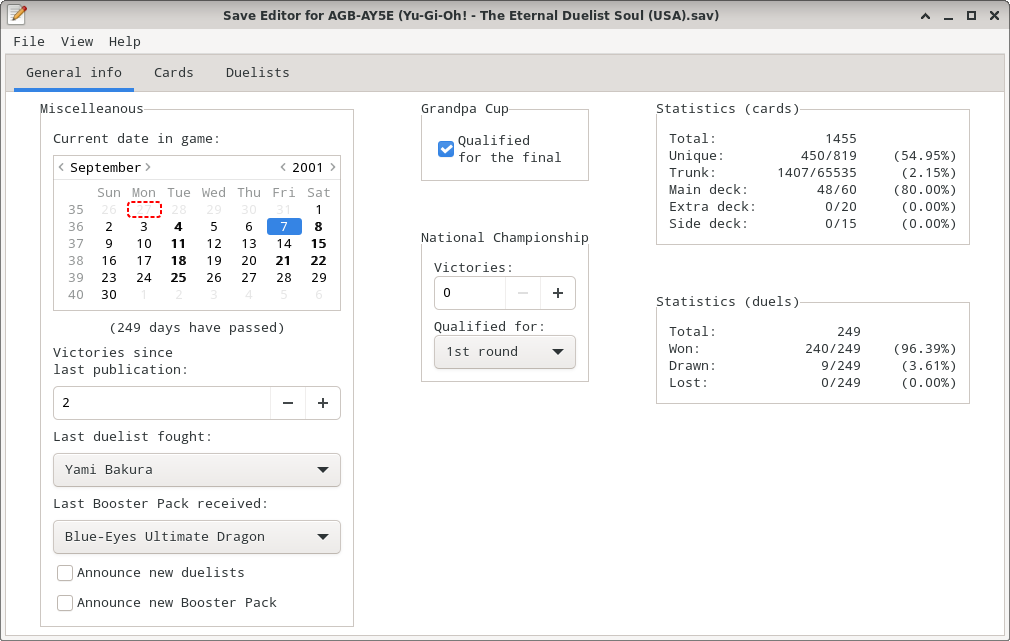 Save Editor for AGB-AY5E (Yu-Gi-Oh! - The Eternal Duelist Soul (USA).sav)
File View Help
General info Cards Duelists
Miscelleanous
Current date in game:
September 2001
Sun Mon Tue Wed Thu Fri Sat
35 26 27 28 29 30 31 1
36 2 3 4 5 6 7 8
37 9 10 11 12 13 14 15
38 16 17 18 19 20 21 22
39 23 24 25 26 27 28 29
40 30 1 2 3 4 5 6
(249 days have passed)
Victories since
last publication:
2
Last duelist fought:
Yami Bakura
Last Booster Pack received:
Blue-Eyes Ultimate Dragon
Announce new duelists
Announce new Booster Pack
Grandpa Cup
Qualified
for the final
National Championship
Victories:
0
Qualified for:
1st round
Statistics (cards)
Total: 1455
Unique: 450/819 (54.95%)
Trunk: 1407/65535 (2.15%)
Main deck: 48/60 (80.00%)
Extra deck: 0/20 (0.00%)
Side deck: 0/15 (0.00%)
Statistics (duels)
Total: 249
Won: 240/249 (96.39%)
Drawn: 9/249 (3.61%)
Lost: 0/249 (0.00%)